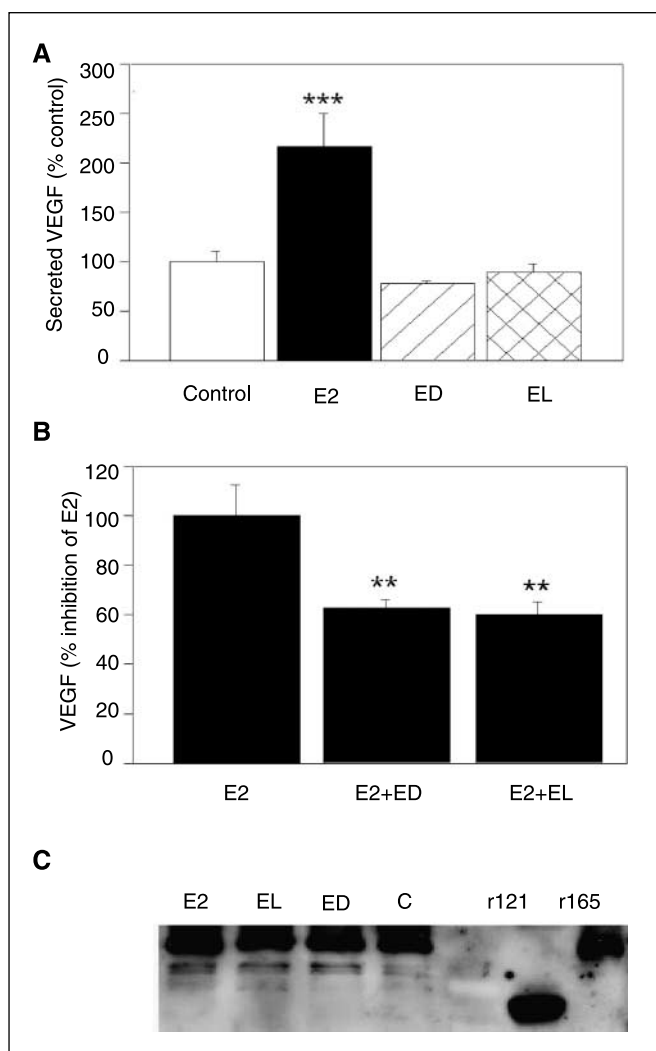 A
Secreted VEGF (% control)
300
250
200
150
100
50
0
***
Control E2 ED EL
B
VEGF (% inhibition of E2)
120
100
80
60
40
20
0
** **
E2 E2+ED E2+EL
C
E2 EL ED C r121 r165